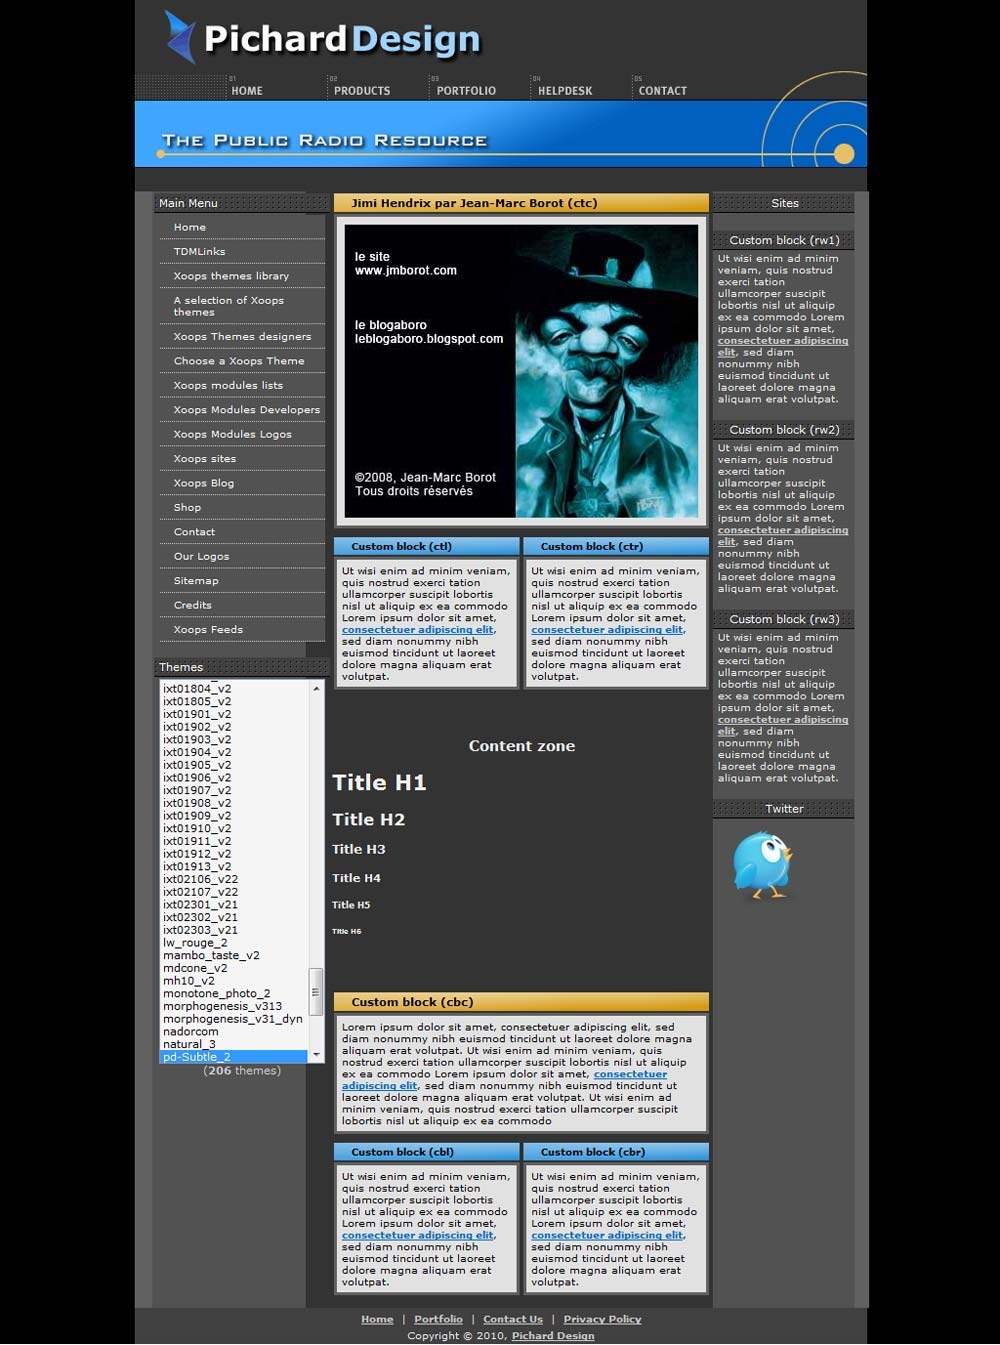 PichardDesign
01 HOME
02 PRODUCTS
03 PORTFOLIO
04 HELPDESK
05 CONTACT
The Public Radio Resource
Main Menu
Home
TDMLinks
Xoops themes library
A selection of Xoops
themes
Xoops Themes designers
Choose a Xoops Theme
Xoops modules lists
Xoops Modules Developers
Xoops Modules Logos
Xoops sites
Xoops Blog
Shop
Contact
Our Logos
Sitemap
Credits
Xoops Feeds
Themes
ixt01804_v2
ixt01805_v2
ixt01901_v2
ixt01902_v2
ixt01903_v2
ixt01904_v2
ixt01905_v2
ixt01906_v2
ixt01907_v2
ixt01908_v2
ixt01909_v2
ixt01910_v2
ixt01911_v2
ixt01912_v2
ixt01913_v2
ixt02106_v22
ixt02107_v22
ixt02301_v21
ixt02302_v21
ixt02303_v21
lw_rouge_2
mambo_taste_v2
mdcone_v2
mh10_v2
monotone_photo_2
morphogenesis_v313
morphogenesis_v31_dyn
nadorcom
natural_3
pd-Subtle_2
(206 themes)
Jimi Hendrix par Jean-Marc Borot (ctc)
le site
www.jmborot.com
le blogaboro
leblogaboro.blogspot.com
©2008, Jean-Marc Borot
Tous droits réservés
Custom block (ctl)
Ut wisi enim ad minim veniam,
quis nostrud exerci tation
ullamcorper suscipit lobortis
nisl ut aliquip ex ea commodo
Lorem ipsum dolor sit amet,
consectetuer adipiscing elit,
sed diam nonummy nibh
euismod tincidunt ut laoreet
dolore magna aliquam erat
volutpat.
Custom block (ctr)
Ut wisi enim ad minim veniam,
quis nostrud exerci tation
ullamcorper suscipit lobortis
nisl ut aliquip ex ea commodo
Lorem ipsum dolor sit amet,
consectetuer adipiscing elit,
sed diam nonummy nibh
euismod tincidunt ut laoreet
dolore magna aliquam erat
volutpat.
Content zone
Title H1
Title H2
Title H3
Title H4
Title H5
Title H6
Custom block (cbc)
Lorem ipsum dolor sit amet, consectetuer adipiscing elit, sed
diam nonummy nibh euismod tincidunt ut laoreet dolore magna
aliquam erat volutpat. Ut wisi enim ad minim veniam, quis
nostrud exerci tation ullamcorper suscipit lobortis nisl ut aliquip
ex ea commodo Lorem ipsum dolor sit amet, consectetuer
adipiscing elit, sed diam nonummy nibh euismod tincidunt ut
laoreet dolore magna aliquam erat volutpat. Ut wisi enim ad
minim veniam, quis nostrud exerci tation ullamcorper suscipit
lobortis nisl ut aliquip ex ea commodo
Custom block (cbl)
Ut wisi enim ad minim veniam,
quis nostrud exerci tation
ullamcorper suscipit lobortis
nisl ut aliquip ex ea commodo
Lorem ipsum dolor sit amet,
consectetuer adipiscing elit,
sed diam nonummy nibh
euismod tincidunt ut laoreet
dolore magna aliquam erat
volutpat.
Custom block (cbr)
Ut wisi enim ad minim veniam,
quis nostrud exerci tation
ullamcorper suscipit lobortis
nisl ut aliquip ex ea commodo
Lorem ipsum dolor sit amet,
consectetuer adipiscing elit,
sed diam nonummy nibh
euismod tincidunt ut laoreet
dolore magna aliquam erat
volutpat.
Sites
Custom block (rw1)
Ut wisi enim ad minim
veniam, quis nostrud
exerci tation
ullamcorper suscipit
lobortis nisl ut aliquip
ex ea commodo Lorem
ipsum dolor sit amet,
consectetuer adipiscing
elit, sed diam
nonummy nibh
euismod tincidunt ut
laoreet dolore magna
aliquam erat volutpat.
Custom block (rw2)
Ut wisi enim ad minim
veniam, quis nostrud
exerci tation
ullamcorper suscipit
lobortis nisl ut aliquip
ex ea commodo Lorem
ipsum dolor sit amet,
consectetuer adipiscing
elit, sed diam
nonummy nibh
euismod tincidunt ut
laoreet dolore magna
aliquam erat volutpat.
Custom block (rw3)
Ut wisi enim ad minim
veniam, quis nostrud
exerci tation
ullamcorper suscipit
lobortis nisl ut aliquip
ex ea commodo Lorem
ipsum dolor sit amet,
consectetuer adipiscing
elit, sed diam
nonummy nibh
euismod tincidunt ut
laoreet dolore magna
aliquam erat volutpat.
Twitter
Home | Portfolio | Contact Us | Privacy Policy
Copyright © 2010, Pichard Design